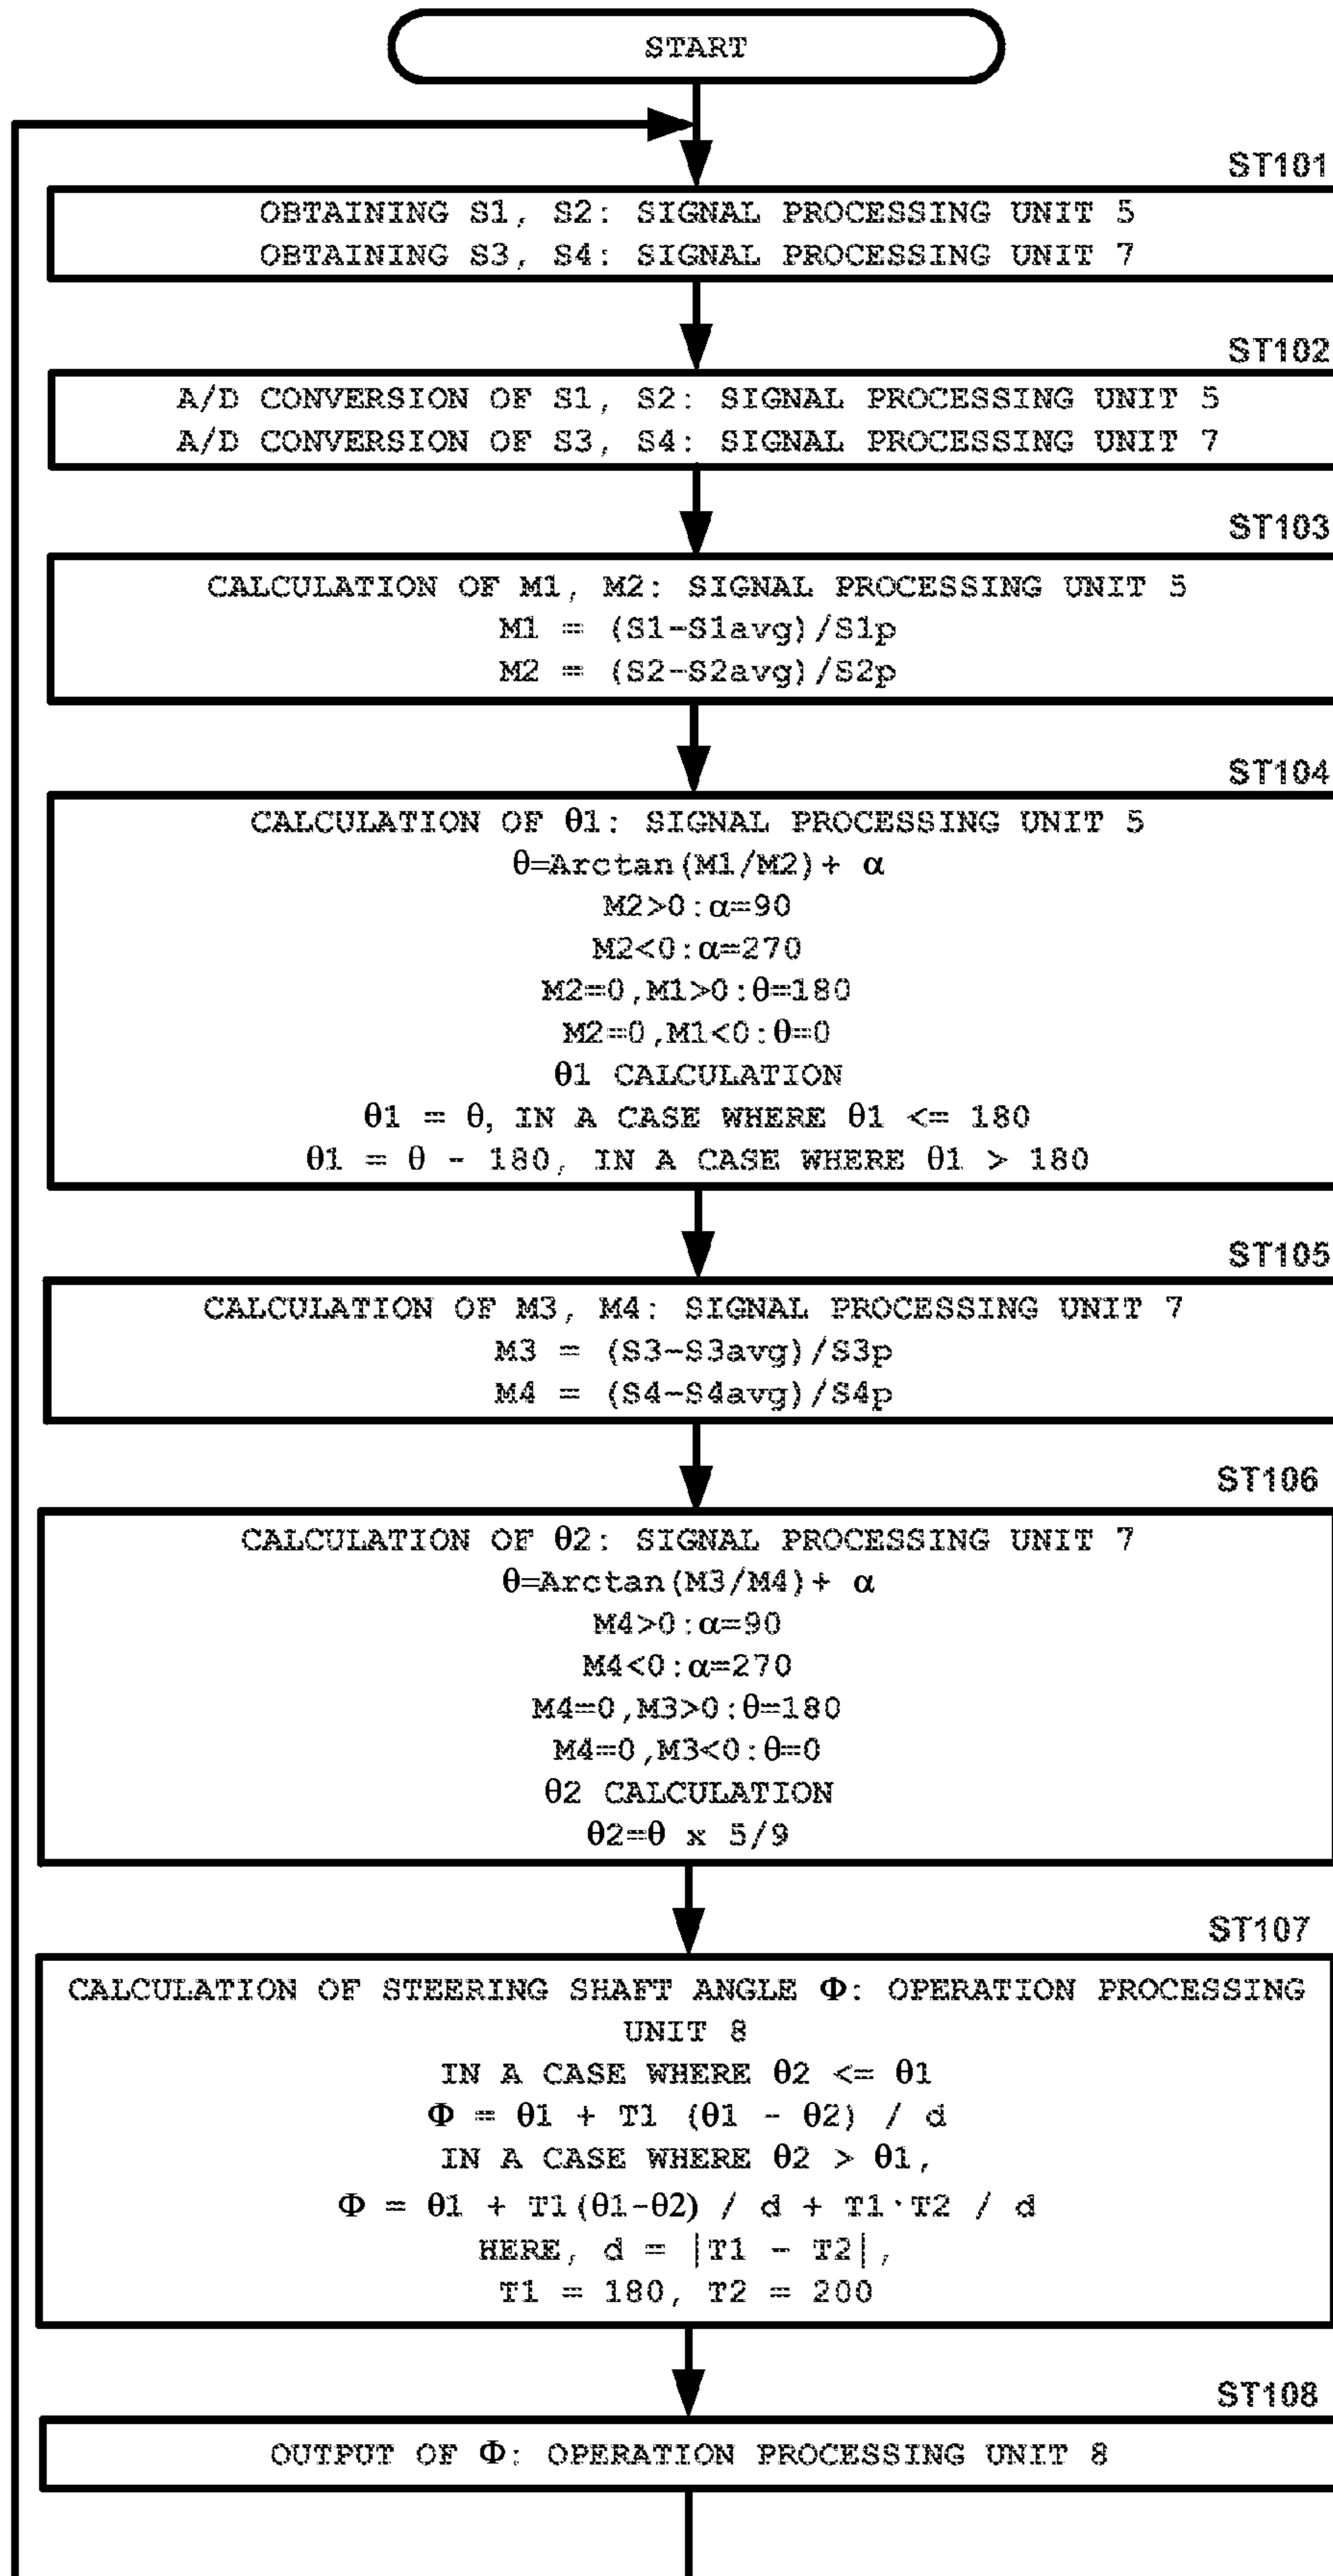 START
ST101
OBTAINING S1, S2: SIGNAL PROCESSING UNIT 5
OBTAINING S3, S4: SIGNAL PROCESSING UNIT 7
ST102
A/D CONVERSION OF S1, S2: SIGNAL PROCESSING UNIT 5
A/D CONVERSION OF S3, S4: SIGNAL PROCESSING UNIT 7
ST103
CALCULATION OF M1, M2: SIGNAL PROCESSING UNIT 5
M1 = (S1-S1avg)/S1p
M2 = (S2-S2avg)/S2p
ST104
CALCULATION OF θ1: SIGNAL PROCESSING UNIT 5
θ=Arctan(M1/M2)+ α
M2>0:α=90
M2<0:α=270
M2=0,M1>0:θ=180
M2=0,M1<0:θ=0
θ1 CALCULATION
θ1 = θ, IN A CASE WHERE θ1 <= 180
θ1 = θ - 180, IN A CASE WHERE θ1 > 180
ST105
CALCULATION OF M3, M4: SIGNAL PROCESSING UNIT 7
M3 = (S3-S3avg)/S3p
M4 = (S4-S4avg)/S4p
ST106
CALCULATION OF θ2: SIGNAL PROCESSING UNIT 7
θ=Arctan(M3/M4)+ α
M4>0:α=90
M4<0:α=270
M4=0,M3>0:θ=180
M4=0,M3<0:θ=0
θ2 CALCULATION
θ2=θ x 5/9
ST107
CALCULATION OF STEERING SHAFT ANGLE Φ: OPERATION PROCESSING
UNIT 8
IN A CASE WHERE θ2 <= θ1
Φ = θ1 + T1 (θ1 - θ2) / d
IN A CASE WHERE θ2 > θ1,
Φ = θ1 + T1(θ1-θ2) / d + T1·T2 / d
HERE, d = |T1 - T2|,
T1 = 180, T2 = 200
ST108
OUTPUT OF Φ: OPERATION PROCESSING UNIT 8